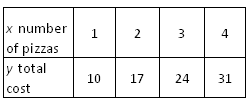 x number of pizzas 1 2 3 4
y total cost 10 17 24 31